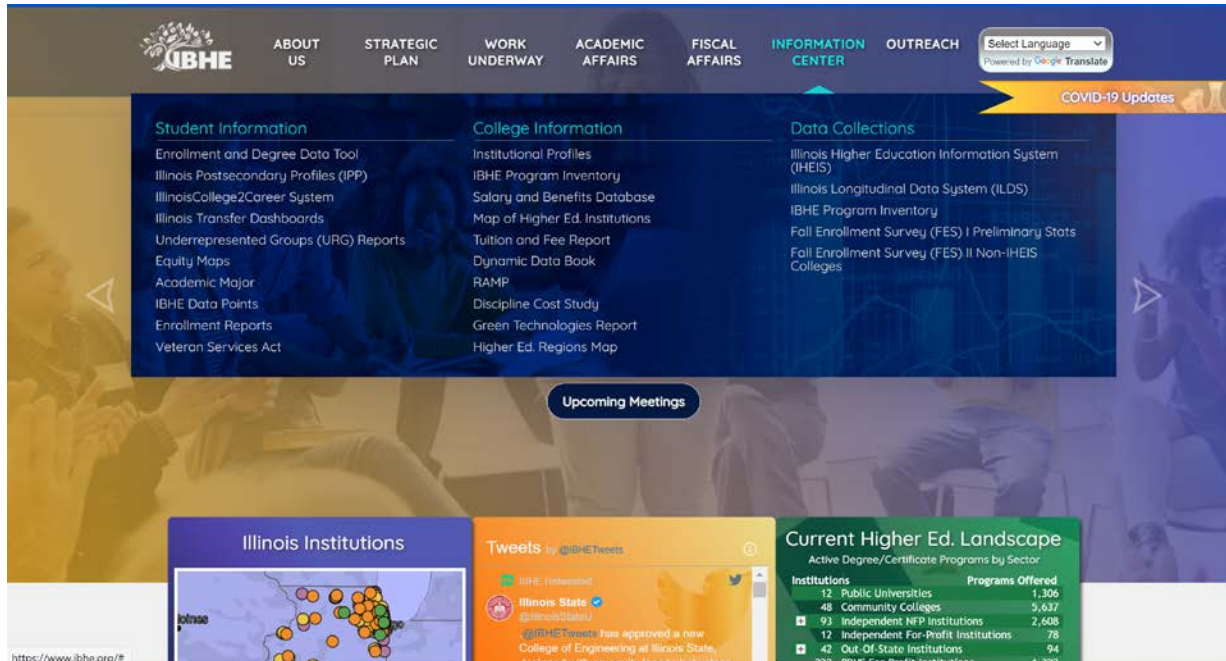 IBHE
ABOUT US
STRATEGIC PLAN
WORK UNDERWAY
ACADEMIC AFFAIRS
FISCAL AFFAIRS
INFORMATION CENTER
OUTREACH
Select Language
Powered by Google Translate
COVID-19 Updates
Student Information
Enrollment and Degree Data Tool
Illinois Postsecondary Profiles (IPP)
IllinoisCollege2Career System
Illinois Transfer Dashboards
Underrepresented Groups (URG) Reports
Equity Maps
Academic Major
IBHE Data Points
Enrollment Reports
Veteran Services Act
College Information
Institutional Profiles
IBHE Program Inventory
Salary and Benefits Database
Map of Higher Ed. Institutions
Tuition and Fee Report
Dynamic Data Book
RAMP
Discipline Cost Study
Green Technologies Report
Higher Ed. Regions Map
Data Collections
Illinois Higher Education Information System
(IHEIS)
Illinois Longitudinal Data System (ILDS)
IBHE Program Inventory
Fall Enrollment Survey (FES) I Preliminary Stats
Fall Enrollment Survey (FES) II Non-IHEIS
Colleges
Upcoming Meetings
Illinois Institutions
Tweets by @IBHETweets
IBHE Retweeted
Illinois State
@IllinoisStateU
.@IBHETweets has approved a new
College of Engineering at Illinois State,
Current Higher Ed. Landscape
Active Degree/Certificate Programs by Sector
Institutions Programs Offered
12 Public Universities 1,306
48 Community Colleges 5,637
93 Independent NFP Institutions 2,608
12 Independent For-Profit Institutions 78
42 Out-Of-State Institutions 94
https://www.ibhe.org/#